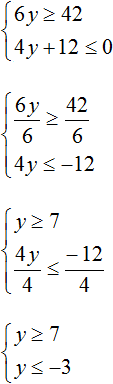 6y ≥ 42
4y + 12 ≤ 0
6y/6 ≥ 42/6
4y ≤ −12
y ≥ 7
4y/4 ≤ −12/4
y ≥ 7
y ≤ −3